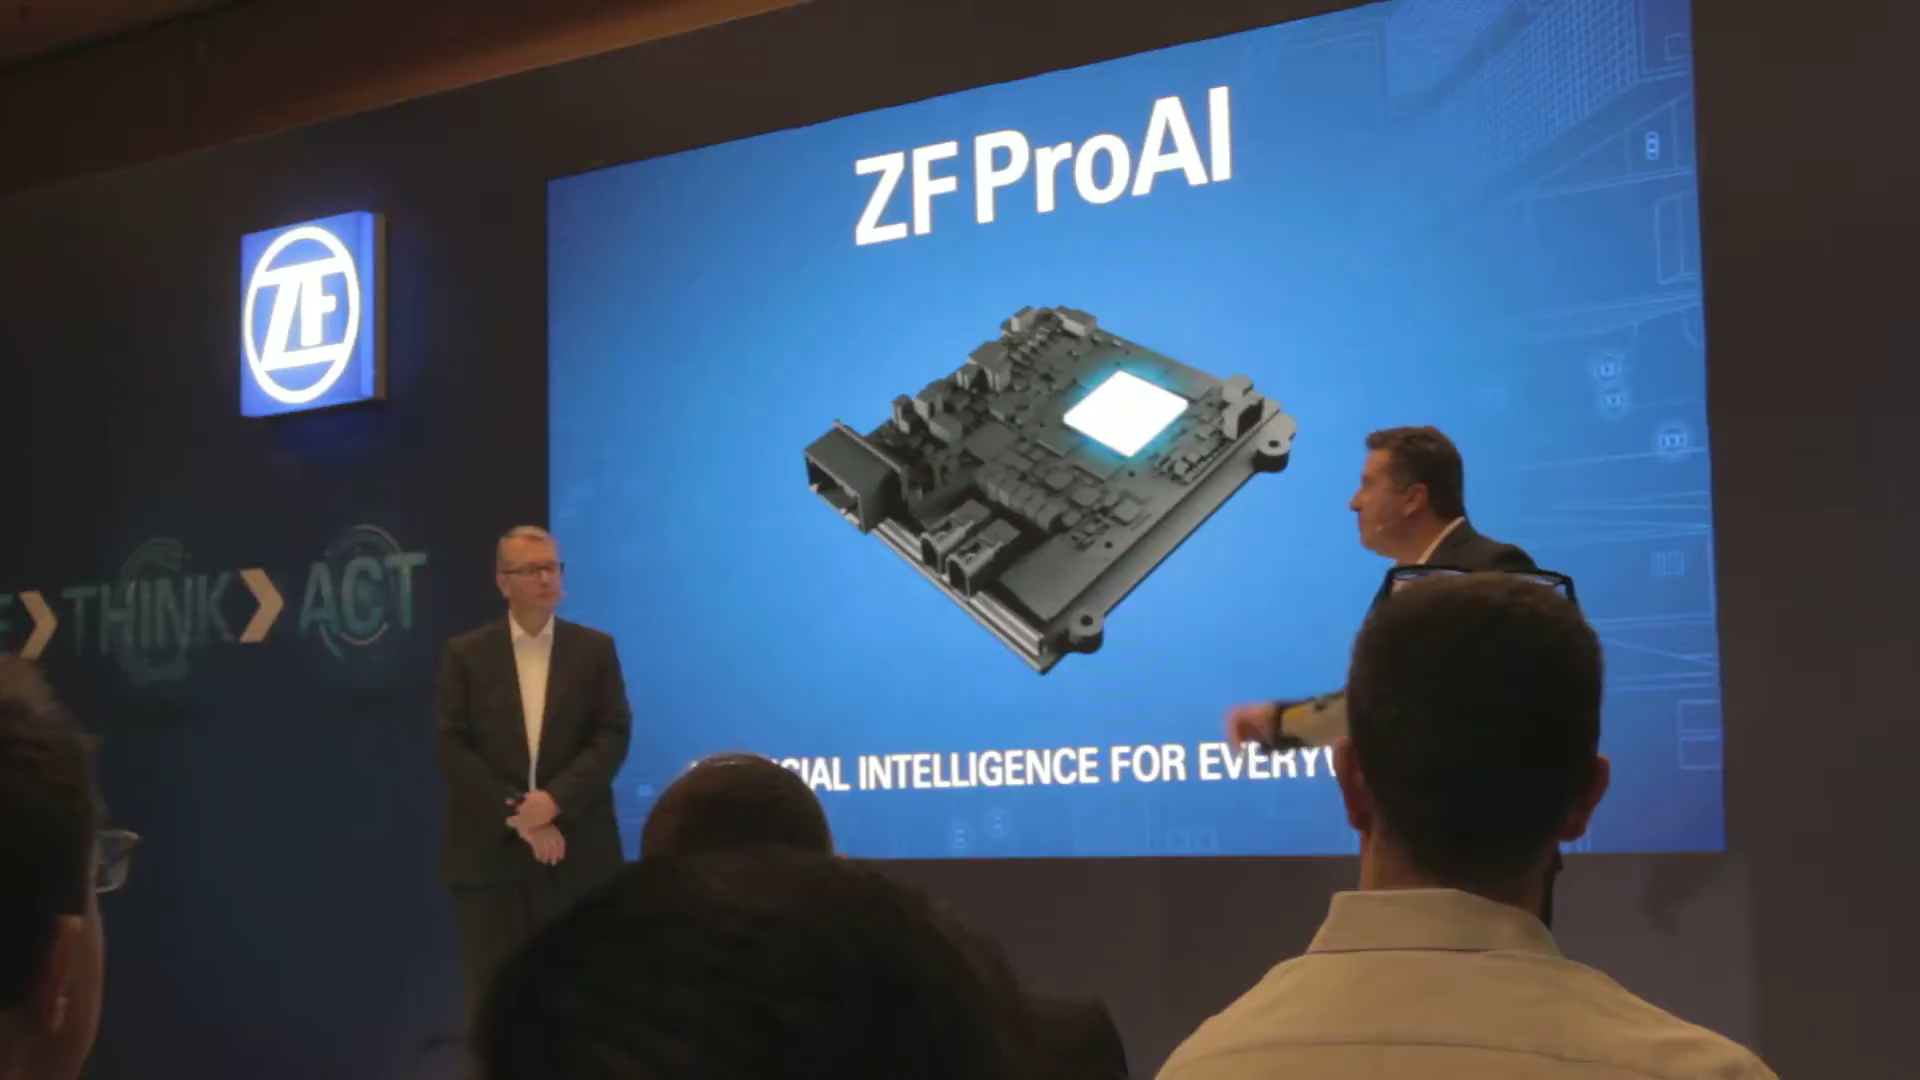 ZF ProAI
ZF
THINK > ACT
INTELLIGENCE FOR